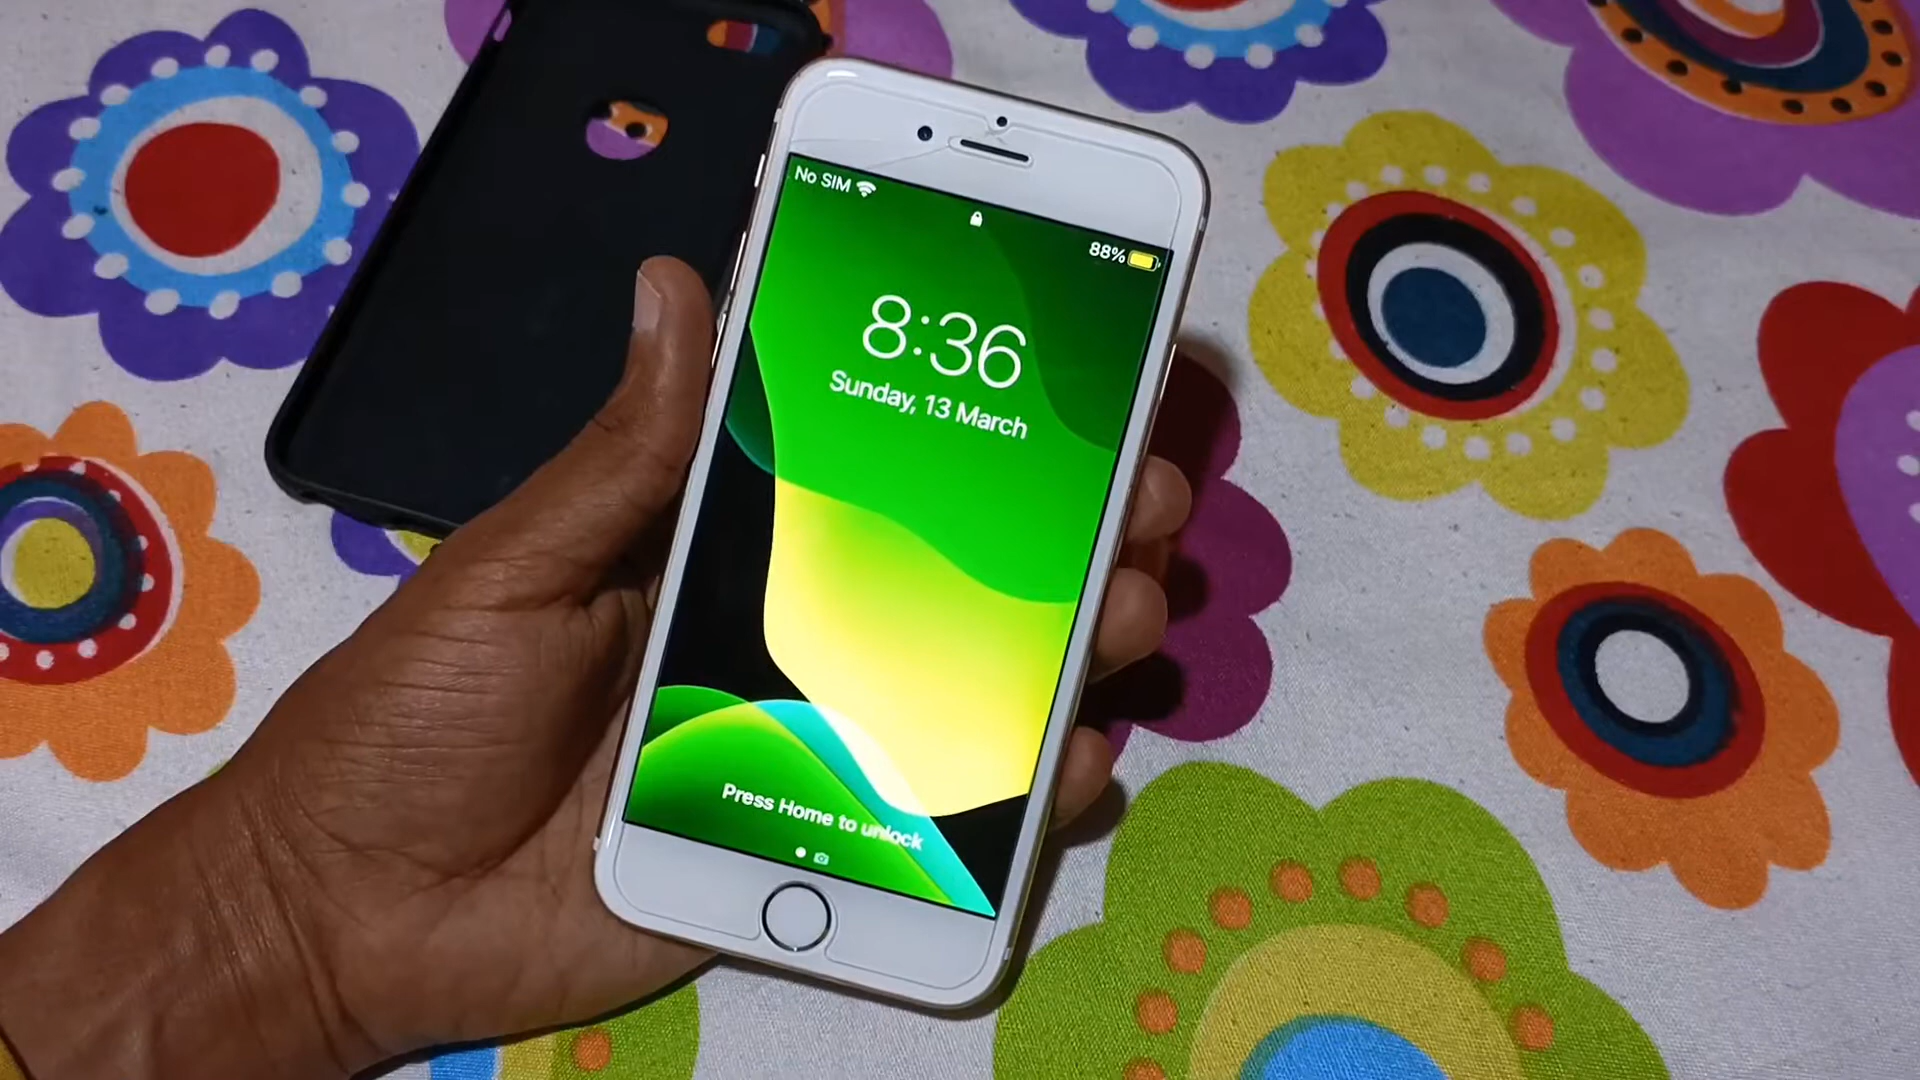 No SIM
88%
8:36
Sunday, 13 March
Press Home to unlock